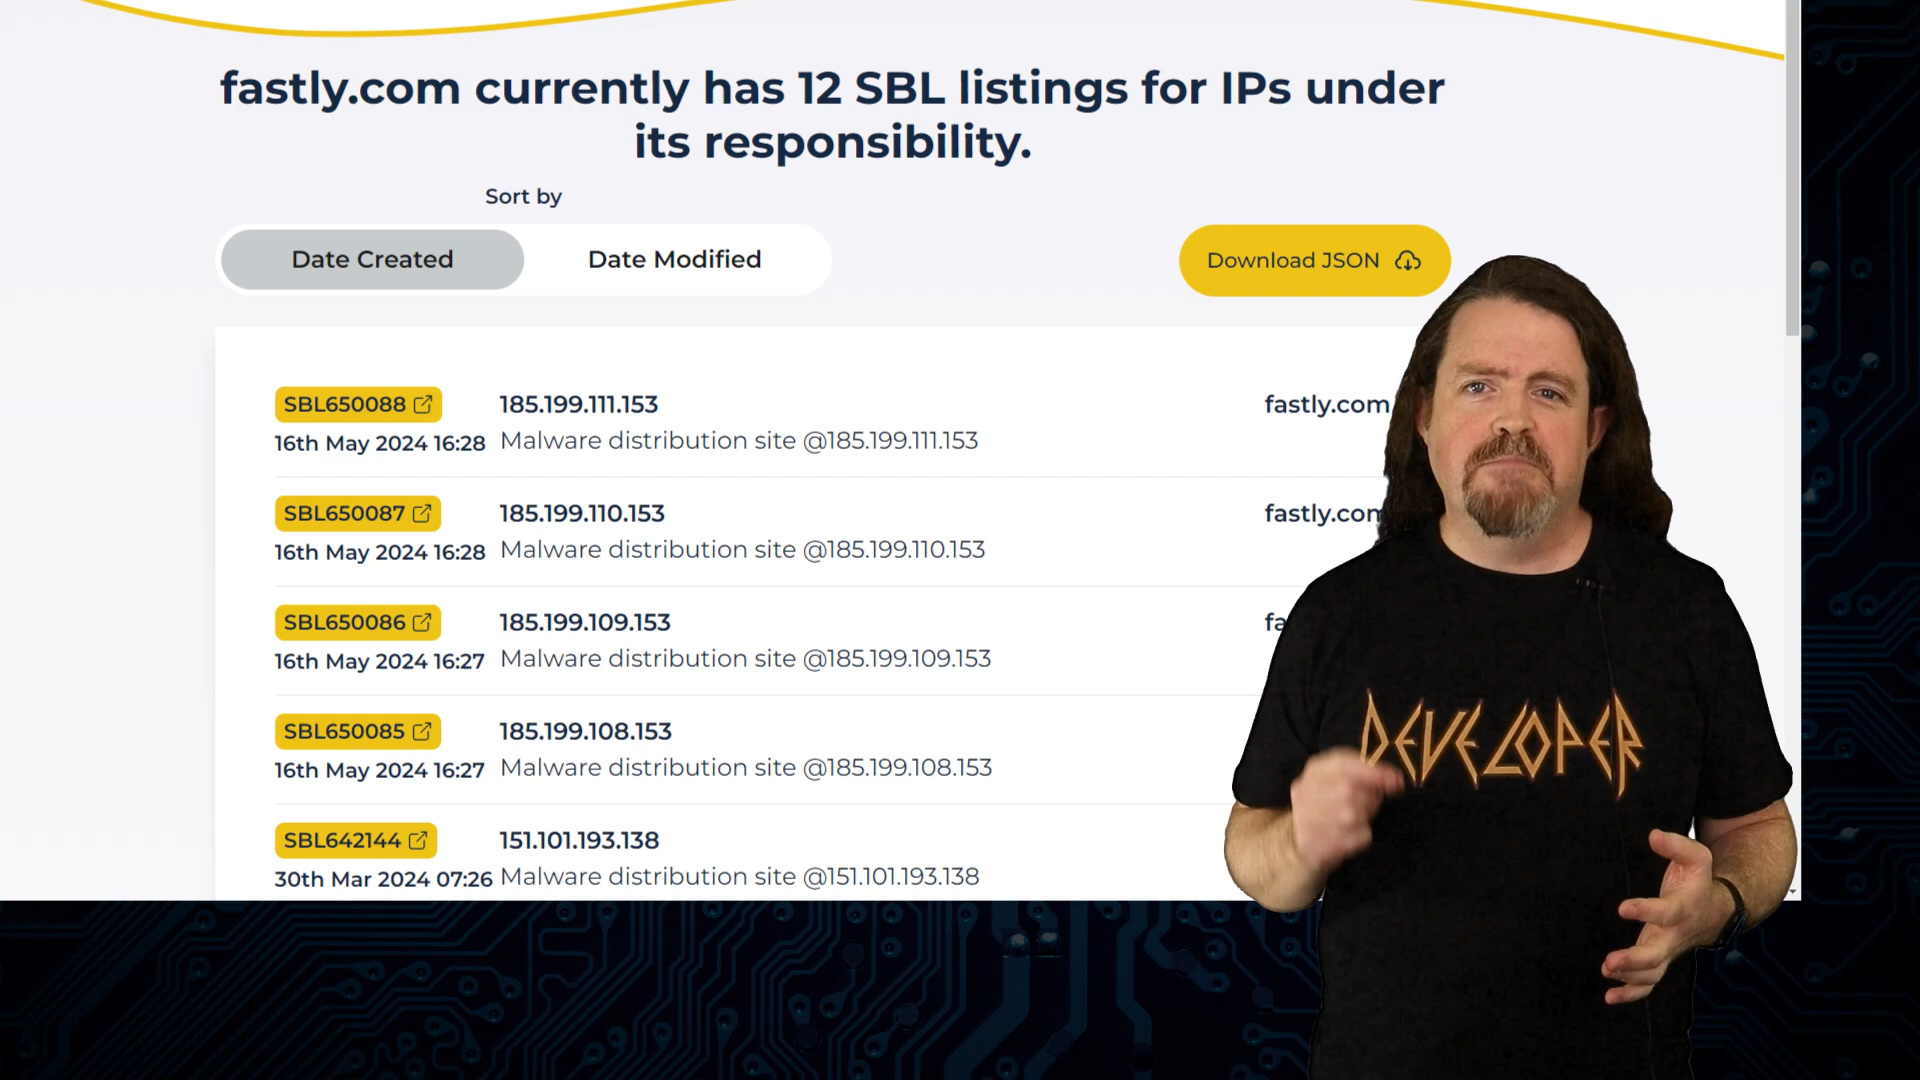 fastly.com currently has 12 SBL listings for IPs under
its responsibility.
Sort by
Date Created
Date Modified
Download JSON
SBL650088
185.199.111.153
fastly.com
16th May 2024 16:28
Malware distribution site @185.199.111.153
SBL650087
185.199.110.153
fastly.com
16th May 2024 16:28
Malware distribution site @185.199.110.153
SBL650086
185.199.109.153
fa
16th May 2024 16:27
Malware distribution site @185.199.109.153
SBL650085
185.199.108.153
16th May 2024 16:27
Malware distribution site @185.199.108.153
SBL642144
151.101.193.138
30th Mar 2024 07:26
Malware distribution site @151.101.193.138
DEVELOPER